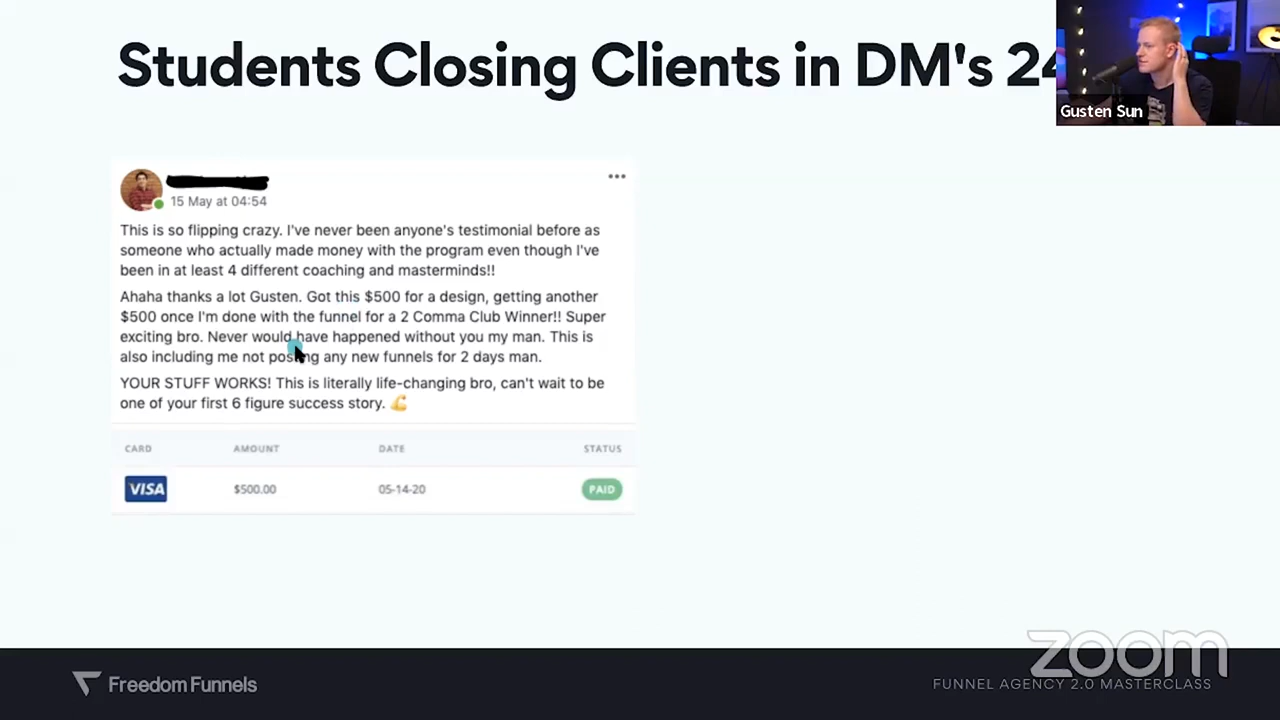 Students Closing Clients in DM's 24
Gusten Sun
15 May at 04:54
This is so flipping crazy. I've never been anyone's testimonial before as
someone who actually made money with the program even though I've
been in at least 4 different coaching and masterminds!!
Ahaha thanks a lot Gusten. Got this $500 for a design, getting another
$500 once I'm done with the funnel for a 2 Comma Club Winner!! Super
exciting bro. Never would have happened without you my man. This is
also including me not posting any new funnels for 2 days man.
YOUR STUFF WORKS! This is literally life-changing bro, can't wait to be
one of your first 6 figure success story. 💪
CARD AMOUNT DATE STATUS
VISA $500.00 05-14-20 PAID
zoom
Freedom Funnels
FUNNEL AGENCY 2.0 MASTERCLASS